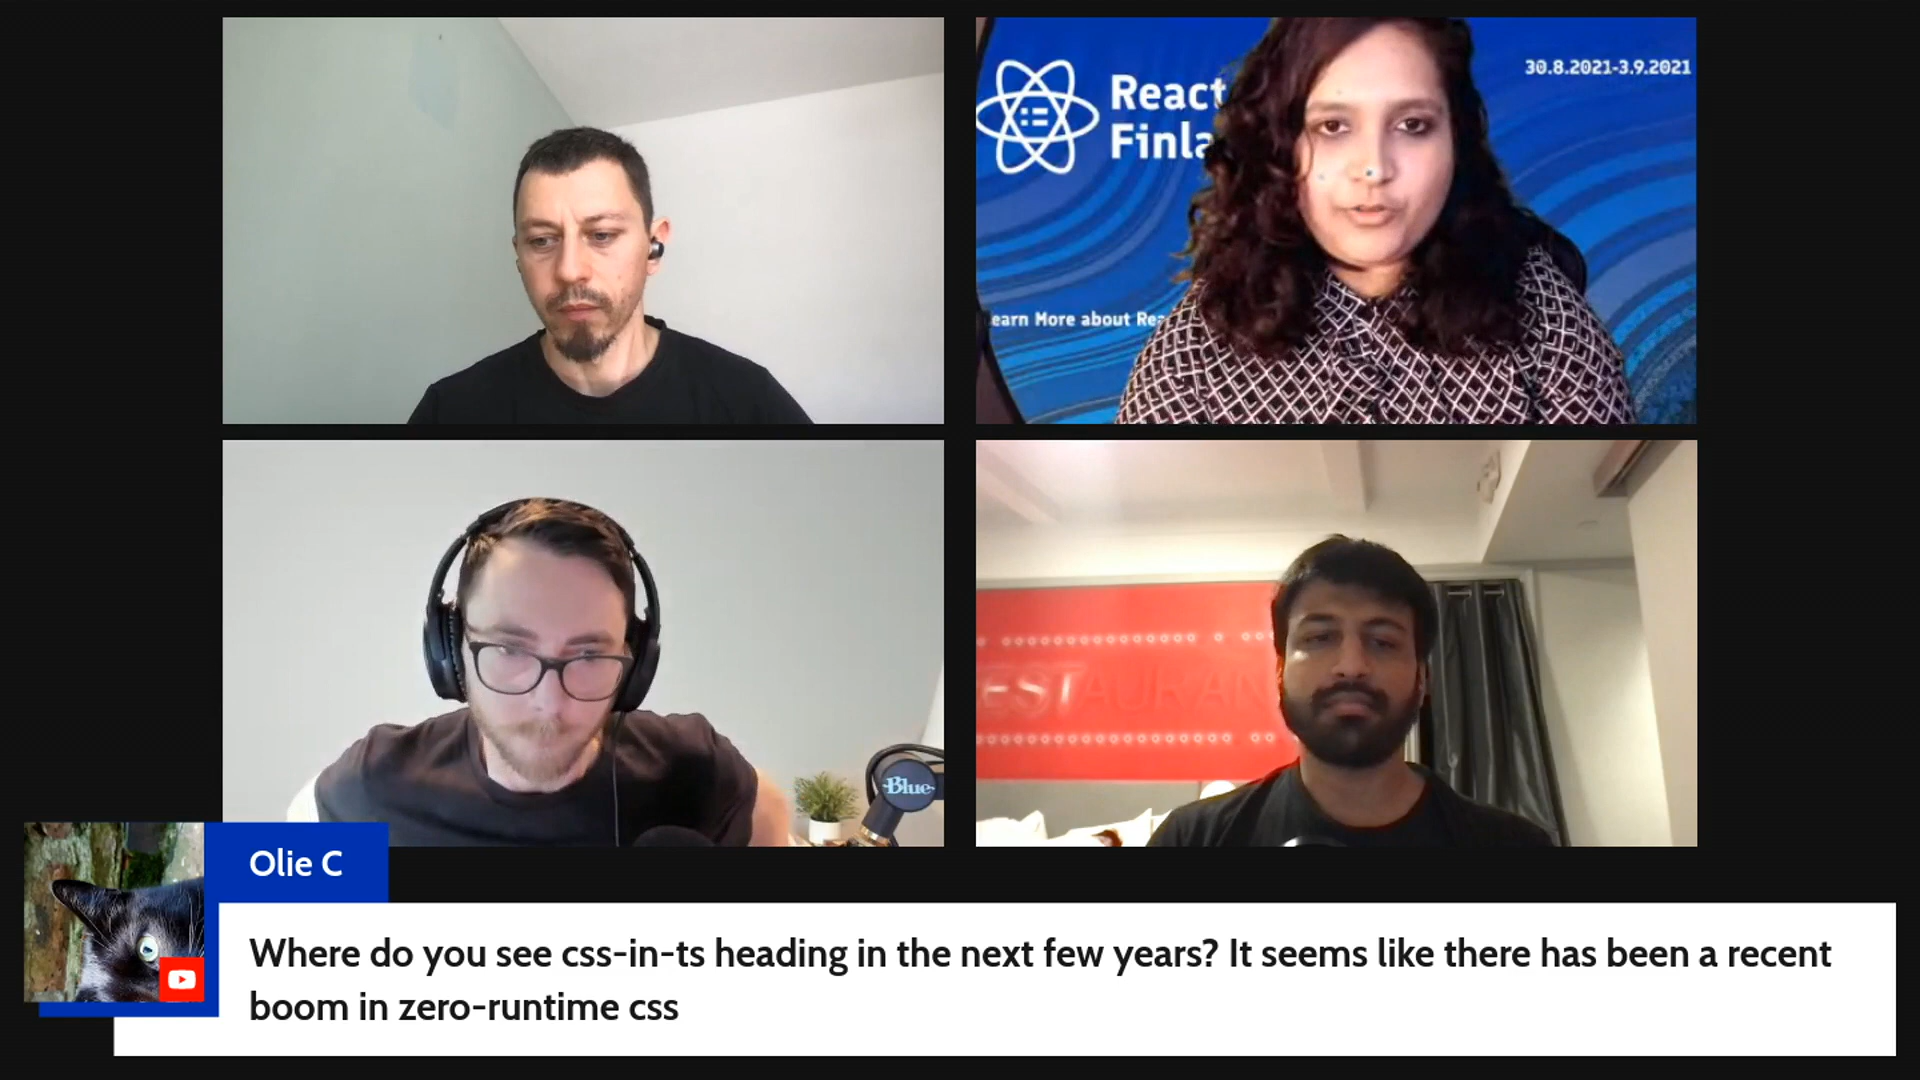 React
Finla
30.8.2021-3.9.2021
earn More about Rea
ESTAURAN
Blue
Olie C
Where do you see css-in-ts heading in the next few years? It seems like there has been a recent
boom in zero-runtime css